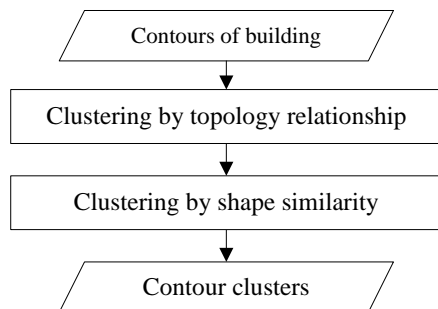 Contours of building
Clustering by topology relationship
Clustering by shape similarity
Contour clusters